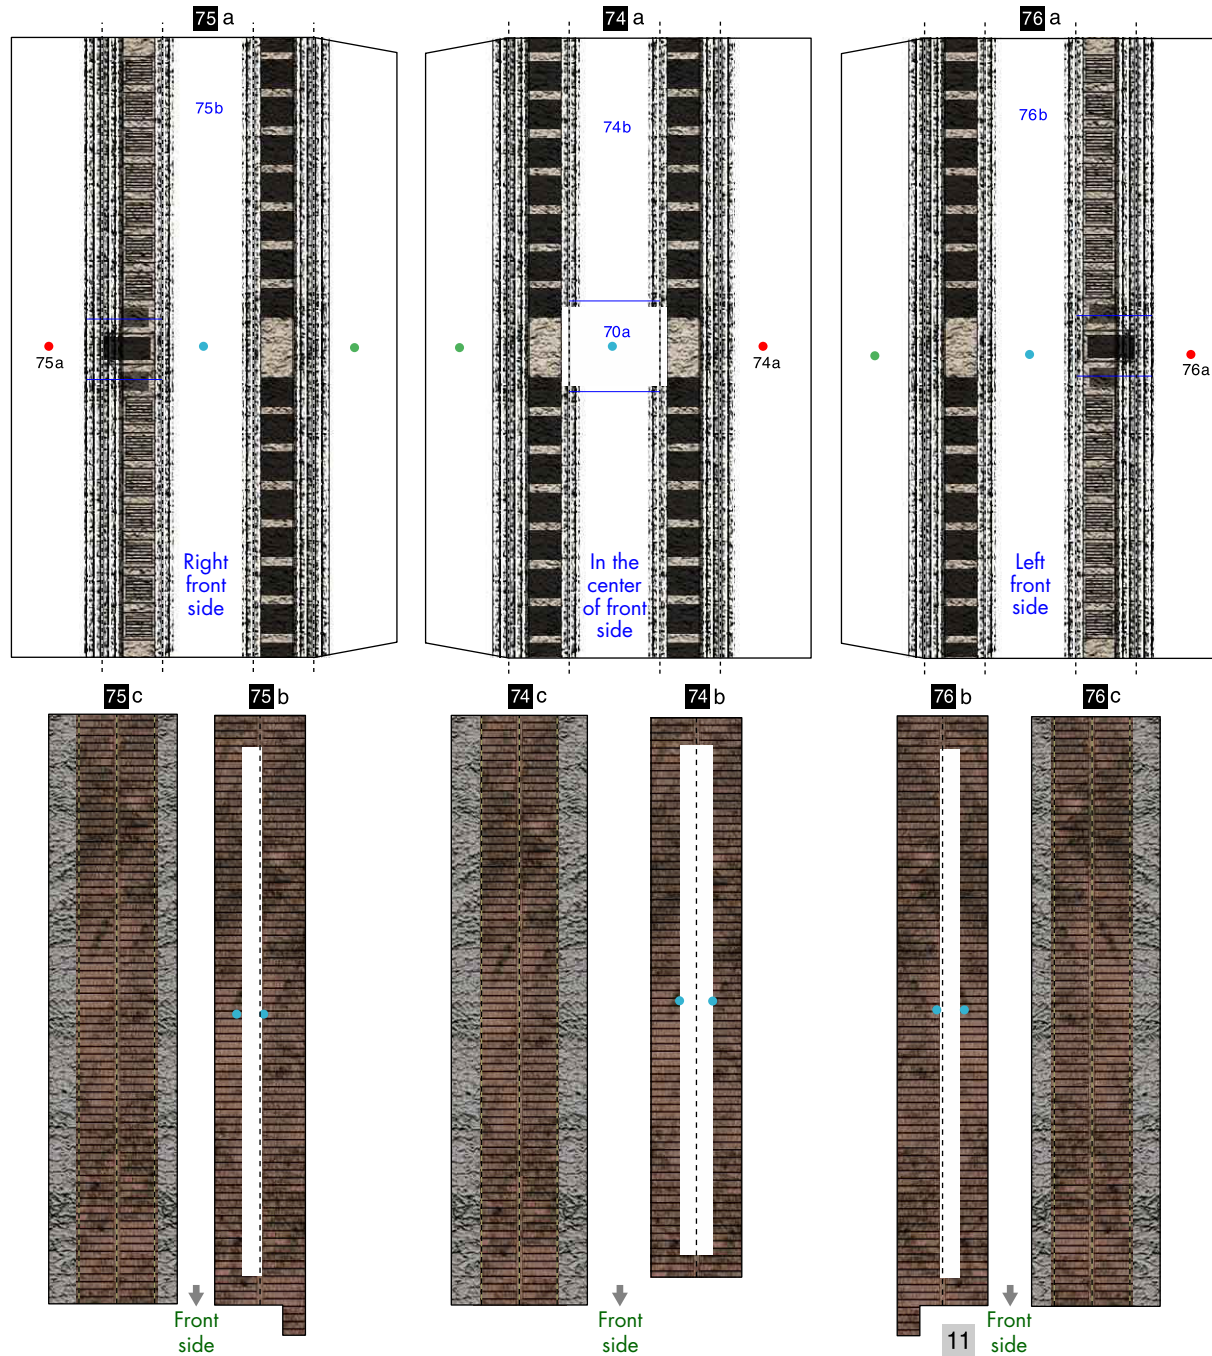 75 a
74 a
76 a
75b
74b
76b
70a
75a
74a
76a
Right
front
side
In the
center
of front
side
Left
front
side
75 c
75 b
74 c
74 b
76 b
76 c
Front
side
Front
side
Front
side
11